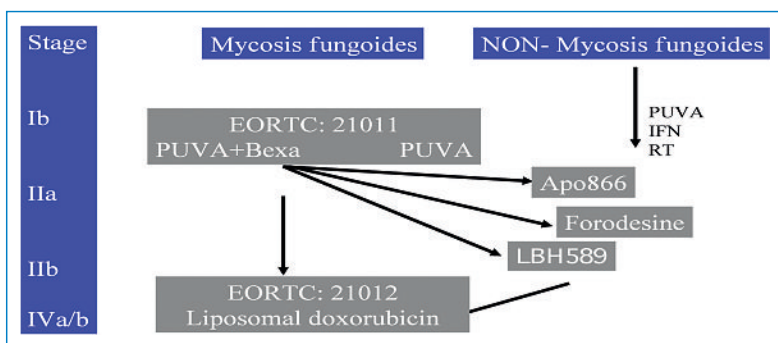 Stage
Mycosis fungoides
NON- Mycosis fungoides
PUVA
IFN
RT
Ib
EORTC: 21011
PUVA+Bexa PUVA
IIa
Apo866
Forodesine
LBH589
IIb
EORTC: 21012
Liposomal doxorubicin
IVa/b